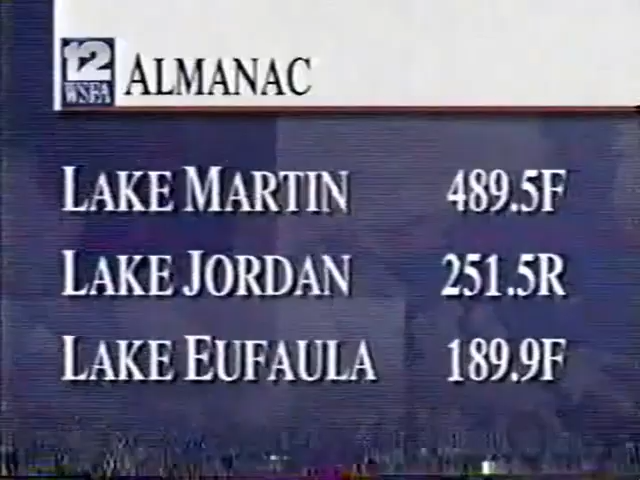 12
WSFA
ALMANAC
LAKE MARTIN 489.5F
LAKE JORDAN 251.5R
LAKE EUFAULA 189.9F